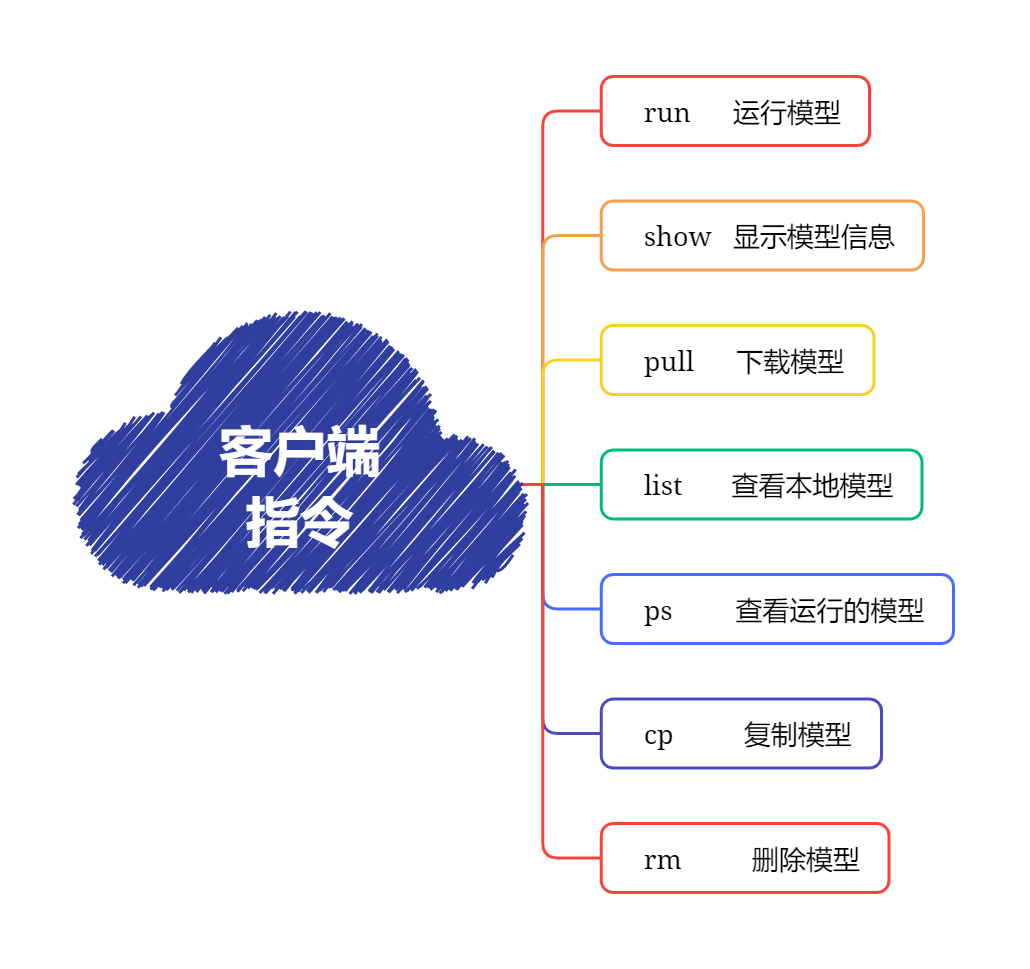 客户端
指令
run 运行模型
show 显示模型信息
pull 下载模型
list 查看本地模型
ps 查看运行的模型
cp 复制模型
rm 删除模型